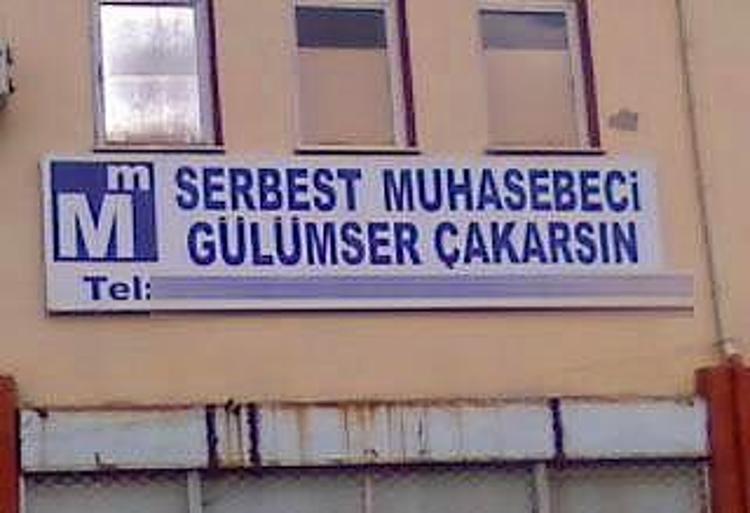 Mm
SERBEST MUHASEBECİ
GÜLÜMSER ÇAKARSIN
Tel: